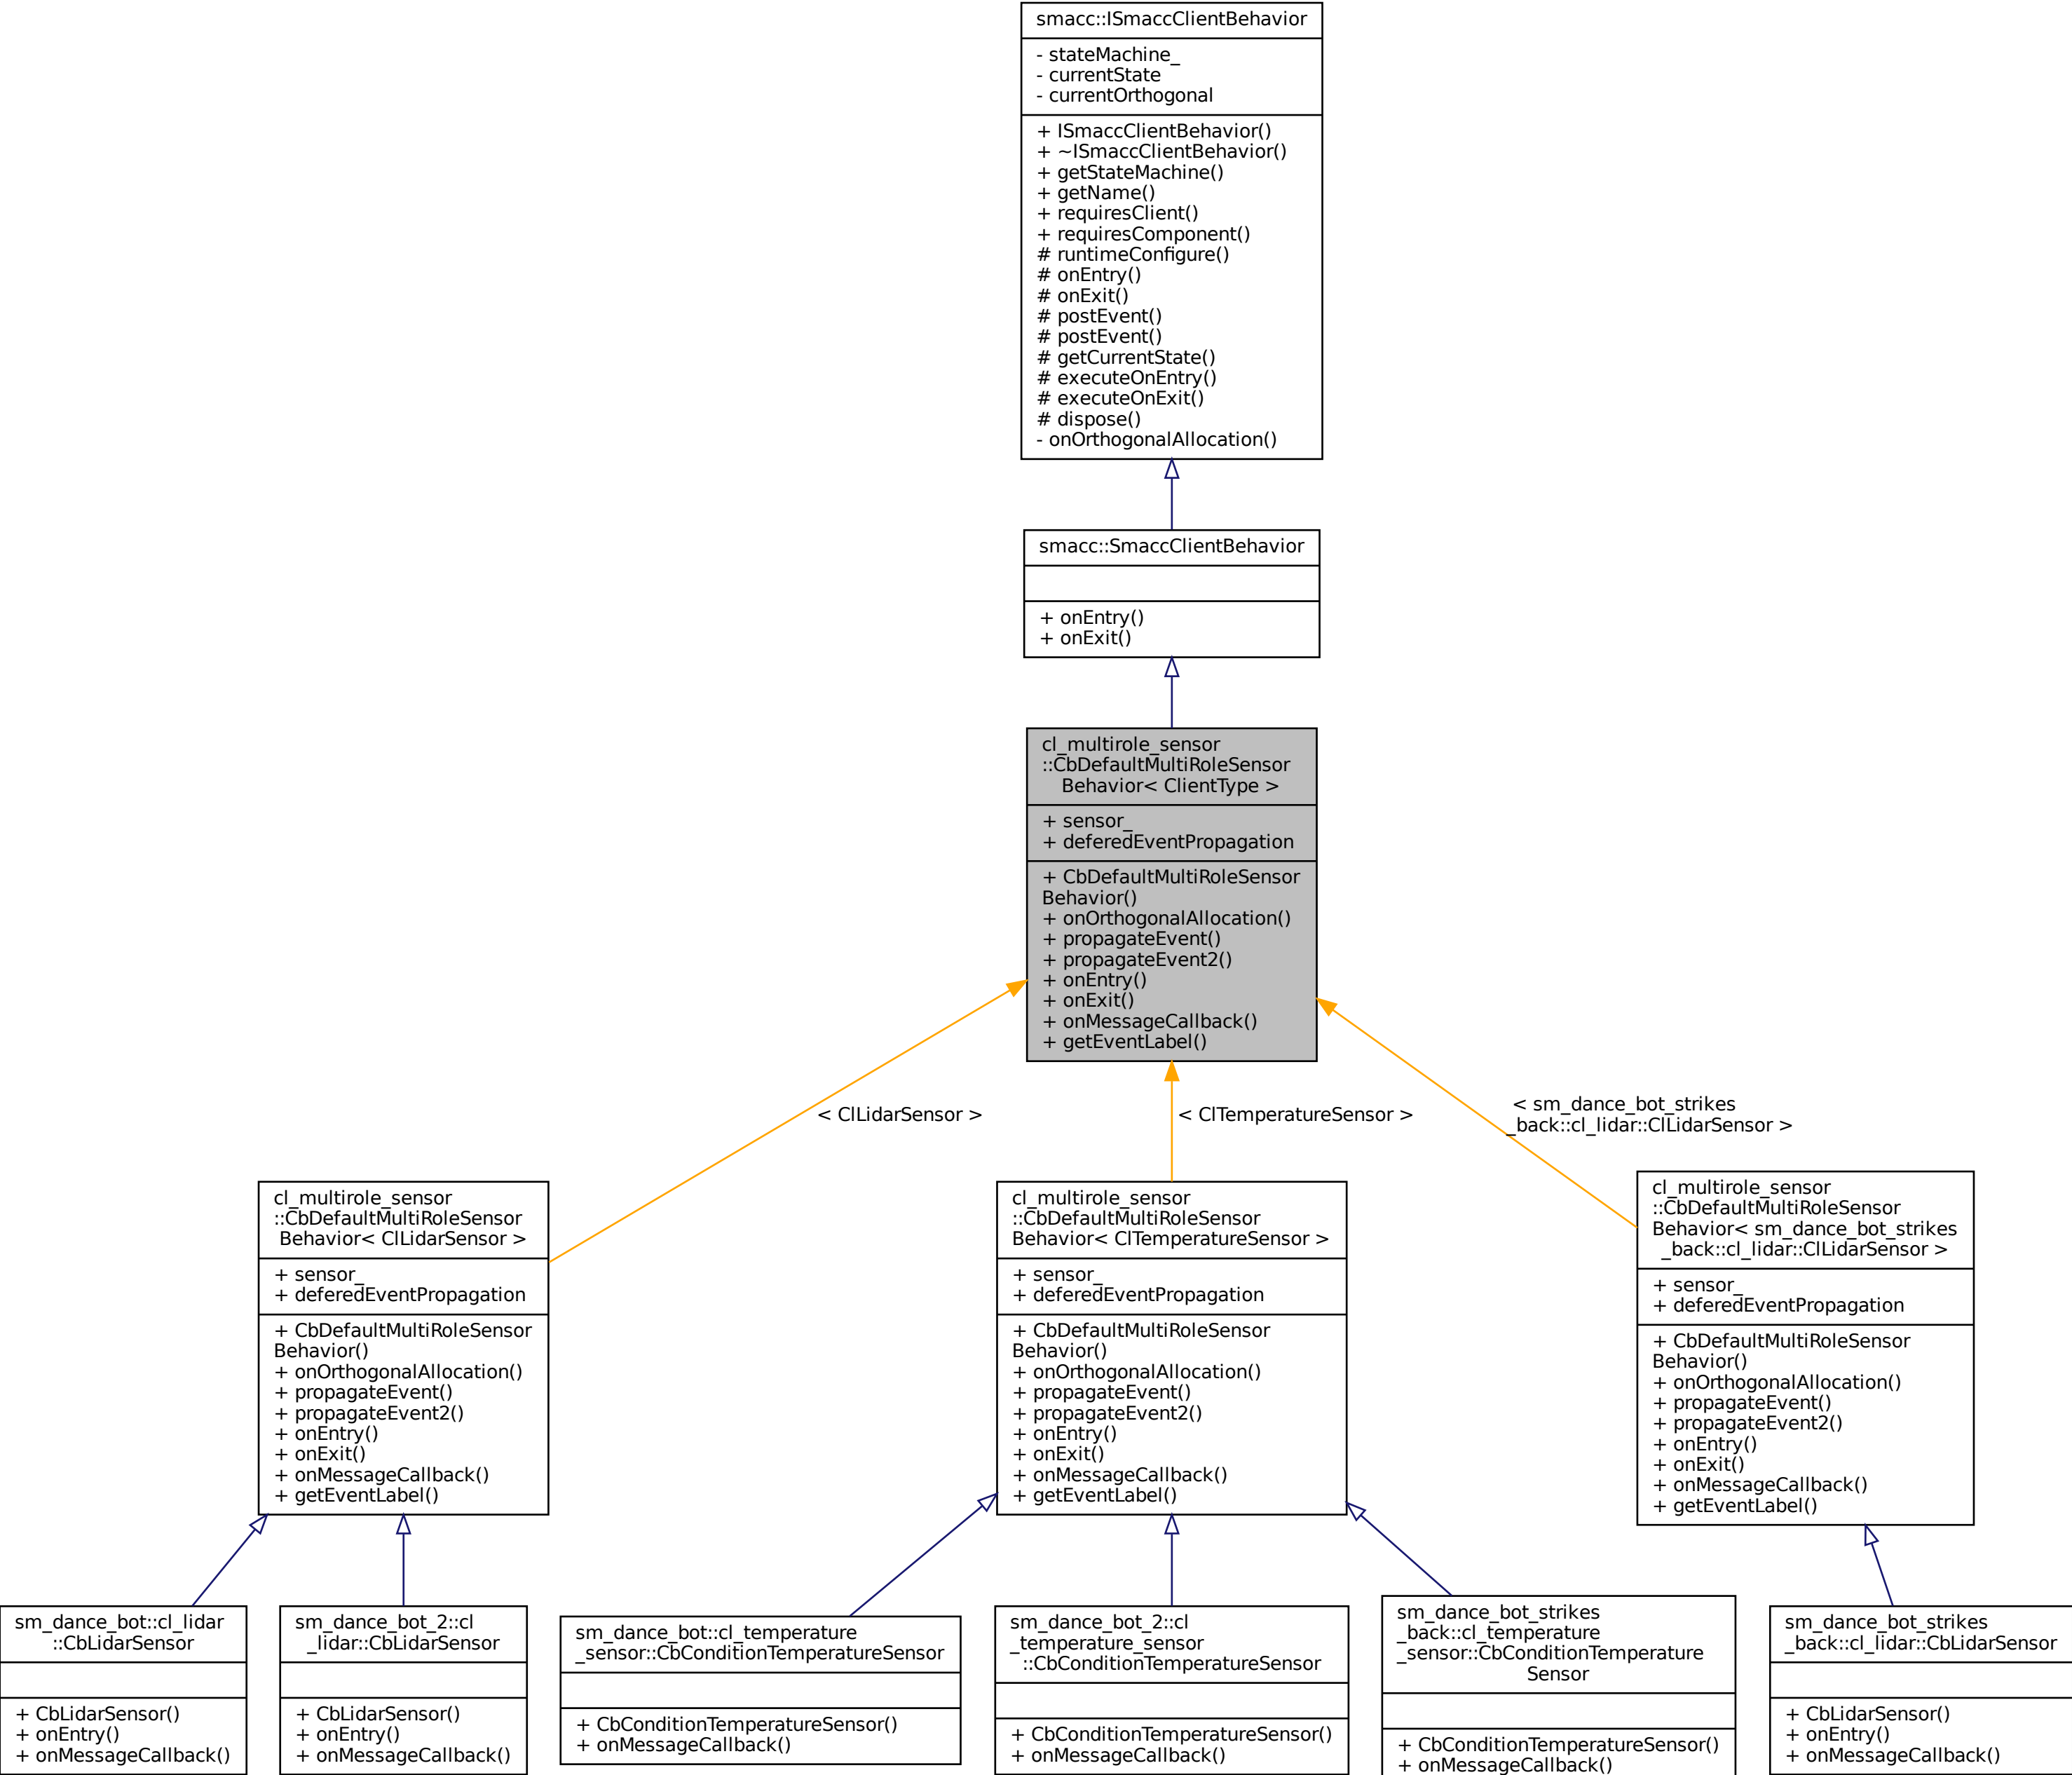 smacc::ISmaccClientBehavior
- stateMachine_
- currentState
- currentOrthogonal
+ ISmaccClientBehavior()
+ ~ISmaccClientBehavior()
+ getStateMachine()
+ getName()
+ requiresClient()
+ requiresComponent()
# runtimeConfigure()
# onEntry()
# onExit()
# postEvent()
# postEvent()
# getCurrentState()
# executeOnEntry()
# executeOnExit()
# dispose()
- onOrthogonalAllocation()
smacc::SmaccClientBehavior
+ onEntry()
+ onExit()
cl_multirole_sensor
::CbDefaultMultiRoleSensor
Behavior< ClientType >
+ sensor_
+ deferedEventPropagation
+ CbDefaultMultiRoleSensor
Behavior()
+ onOrthogonalAllocation()
+ propagateEvent()
+ propagateEvent2()
+ onEntry()
+ onExit()
+ onMessageCallback()
+ getEventLabel()
< ClLidarSensor >
< ClTemperatureSensor >
< sm_dance_bot_strikes
_back::cl_lidar::ClLidarSensor >
cl_multirole_sensor
::CbDefaultMultiRoleSensor
Behavior< ClLidarSensor >
+ sensor_
+ deferedEventPropagation
+ CbDefaultMultiRoleSensor
Behavior()
+ onOrthogonalAllocation()
+ propagateEvent()
+ propagateEvent2()
+ onEntry()
+ onExit()
+ onMessageCallback()
+ getEventLabel()
cl_multirole_sensor
::CbDefaultMultiRoleSensor
Behavior< ClTemperatureSensor >
+ sensor_
+ deferedEventPropagation
+ CbDefaultMultiRoleSensor
Behavior()
+ onOrthogonalAllocation()
+ propagateEvent()
+ propagateEvent2()
+ onEntry()
+ onExit()
+ onMessageCallback()
+ getEventLabel()
cl_multirole_sensor
::CbDefaultMultiRoleSensor
Behavior< sm_dance_bot_strikes
_back::cl_lidar::ClLidarSensor >
+ sensor_
+ deferedEventPropagation
+ CbDefaultMultiRoleSensor
Behavior()
+ onOrthogonalAllocation()
+ propagateEvent()
+ propagateEvent2()
+ onEntry()
+ onExit()
+ onMessageCallback()
+ getEventLabel()
sm_dance_bot::cl_lidar
::CbLidarSensor
+ CbLidarSensor()
+ onEntry()
+ onMessageCallback()
sm_dance_bot_2::cl
_lidar::CbLidarSensor
+ CbLidarSensor()
+ onEntry()
+ onMessageCallback()
sm_dance_bot::cl_temperature
_sensor::CbConditionTemperatureSensor
+ CbConditionTemperatureSensor()
+ onMessageCallback()
sm_dance_bot_2::cl
_temperature_sensor
::CbConditionTemperatureSensor
+ CbConditionTemperatureSensor()
+ onMessageCallback()
sm_dance_bot_strikes
_back::cl_temperature
_sensor::CbConditionTemperature
Sensor
+ CbConditionTemperatureSensor()
+ onMessageCallback()
sm_dance_bot_strikes
_back::cl_lidar::CbLidarSensor
+ CbLidarSensor()
+ onEntry()
+ onMessageCallback()